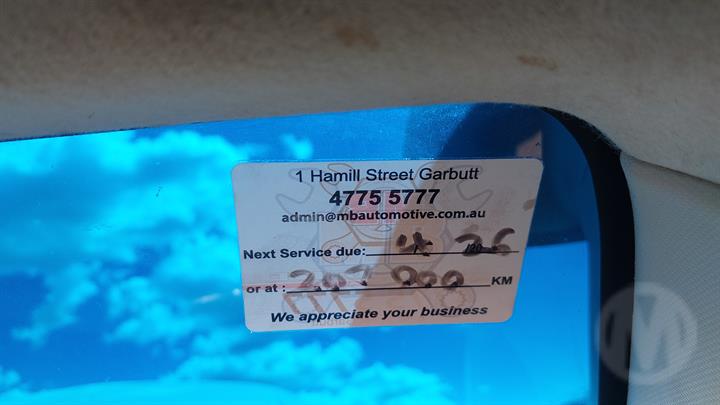 1 Hamill Street Garbutt
4775 5777
admin@mbautomotive.com.au
Next Service due:
or at : KM
We appreciate your business
M